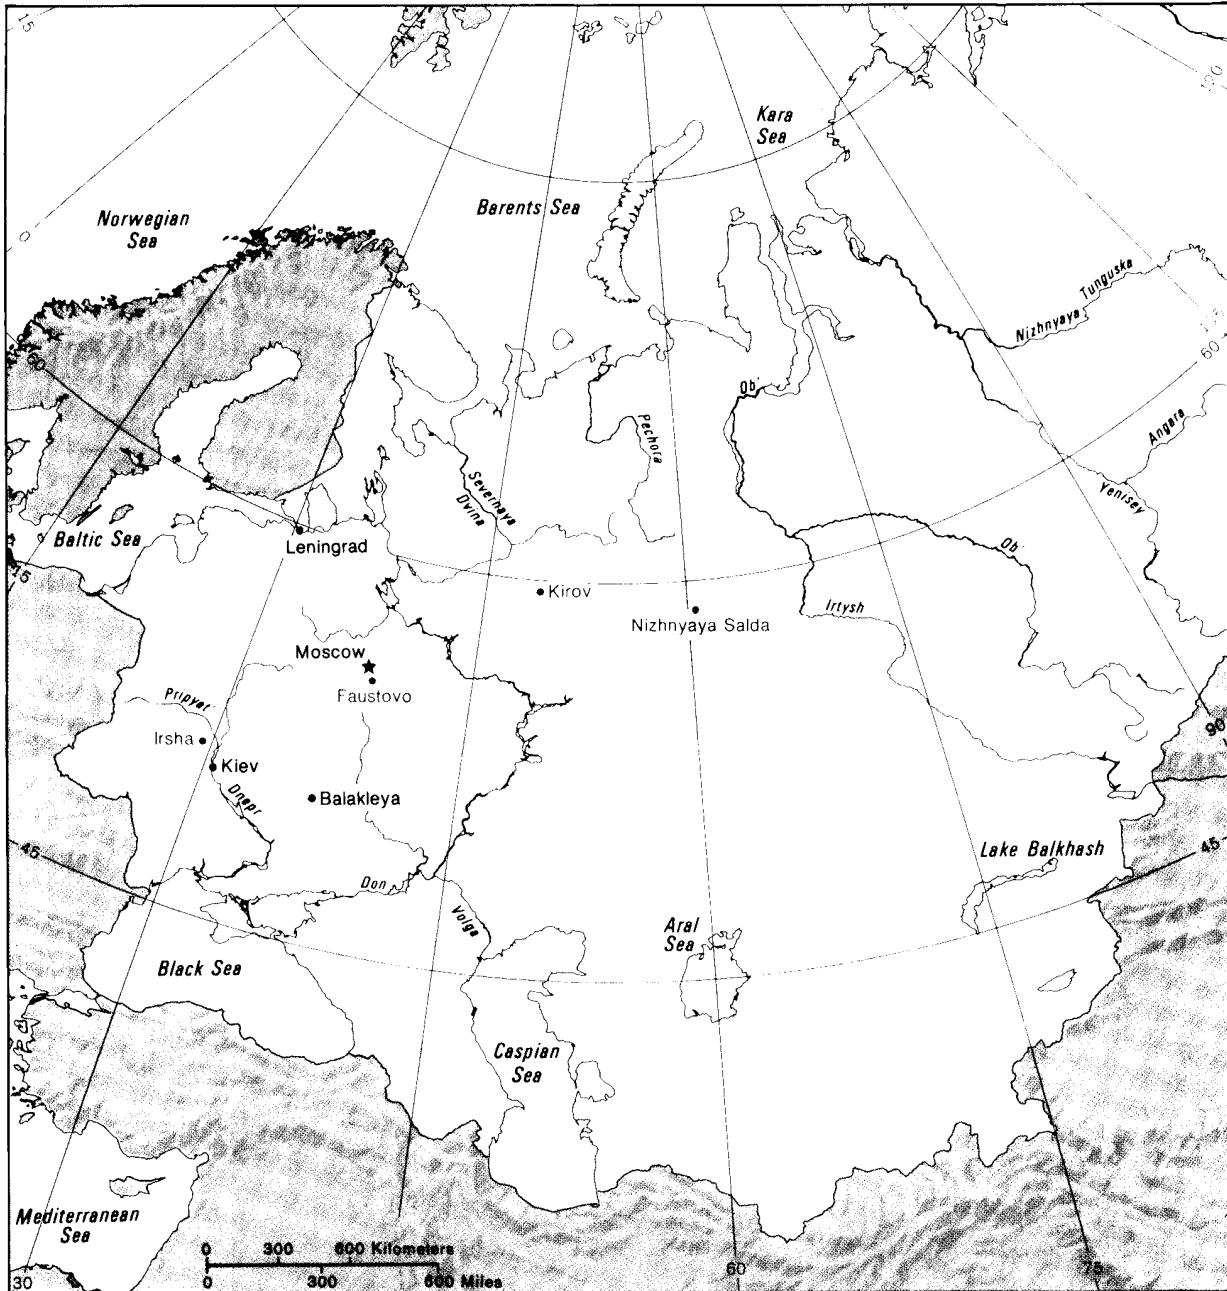 15
120
Kara
Sea
Barents Sea
Norwegian
Sea
0
Tunguska
Nizhnyaya
60
60
Ob'
Pechora
Angara
Severnaya
Dvina
Yenisey
Baltic Sea
Leningrad
Ob'
15
Kirov
Irtysh
Nizhnyaya Salda
Moscow
Faustovo
Pripyat'
Irsha
90
Kiev
Dnepr
Balakleya
45
Lake Balkhash
45
Don
Volga
Aral
Sea
Black Sea
Caspian
Sea
Mediterranean
Sea
0 300 600 Kilometers
0 300 600 Miles
30
60
75